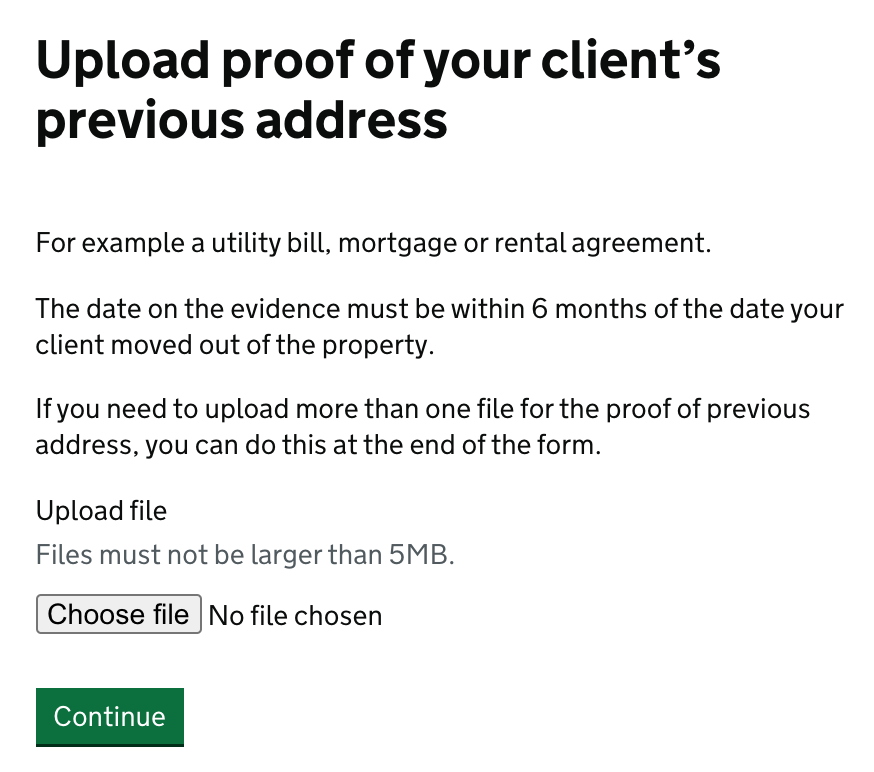 Upload proof of your client’s
previous address
For example a utility bill, mortgage or rental agreement.
The date on the evidence must be within 6 months of the date your
client moved out of the property.
If you need to upload more than one file for the proof of previous
address, you can do this at the end of the form.
Upload file
Files must not be larger than 5MB.
Choose file No file chosen
Continue